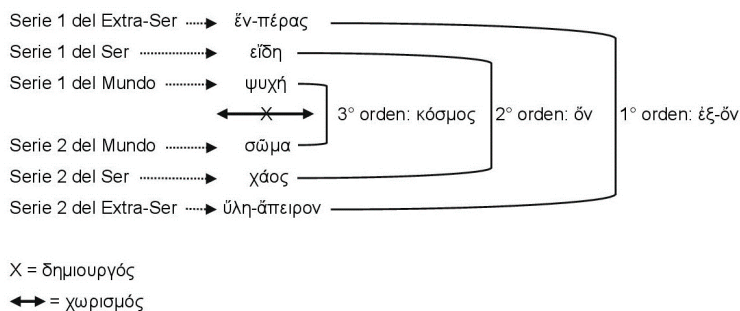 Serie 1 del Extra-Ser ἕν-πέρας
Serie 1 del Ser εἴδη
Serie 1 del Mundo ψυχή
X 3° orden: κόσμος 2° orden: ὄν 1° orden: ἐξ-ὄν
Serie 2 del Mundo σῶμα
Serie 2 del Ser χάος
Serie 2 del Extra-Ser ὕλη-ἄπειρον
X = δημιουργός
= χωρισμός